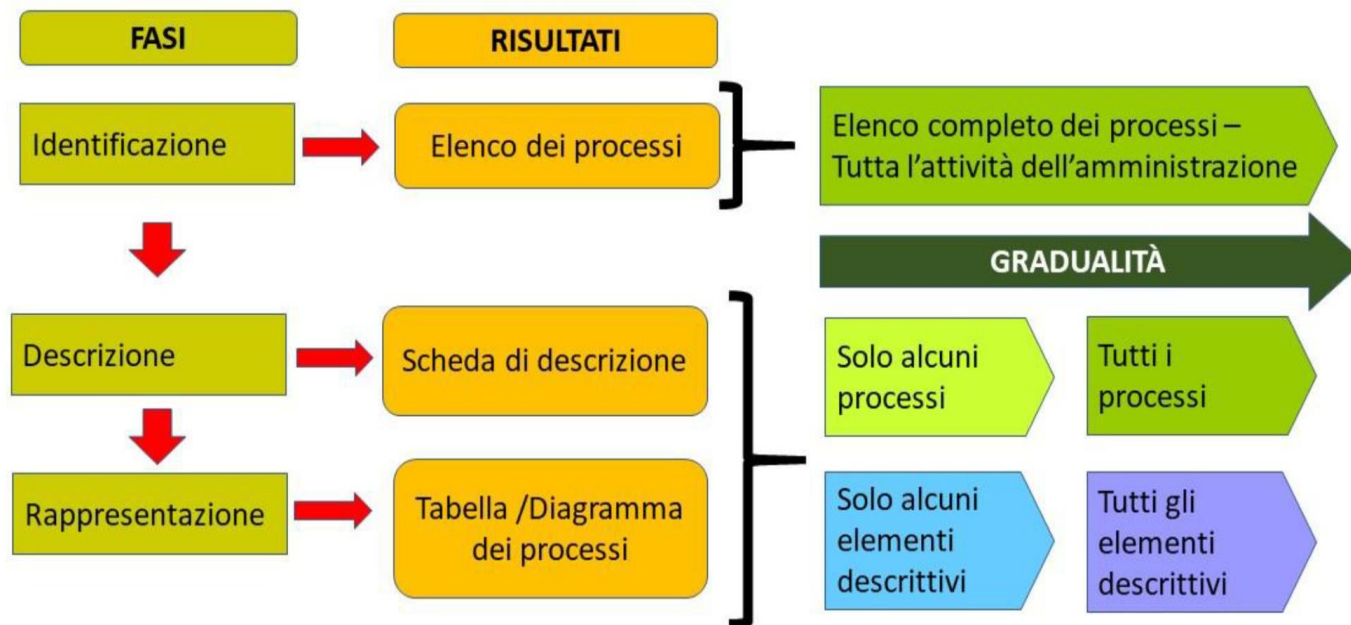 FASI
RISULTATI
Identificazione
Elenco dei processi
Elenco completo dei processi –
Tutta l'attività dell'amministrazione
GRADUALITÀ
Descrizione
Scheda di descrizione
Solo alcuni
processi
Tutti i
processi
Rappresentazione
Tabella /Diagramma
dei processi
Solo alcuni
elementi
descrittivi
Tutti gli
elementi
descrittivi